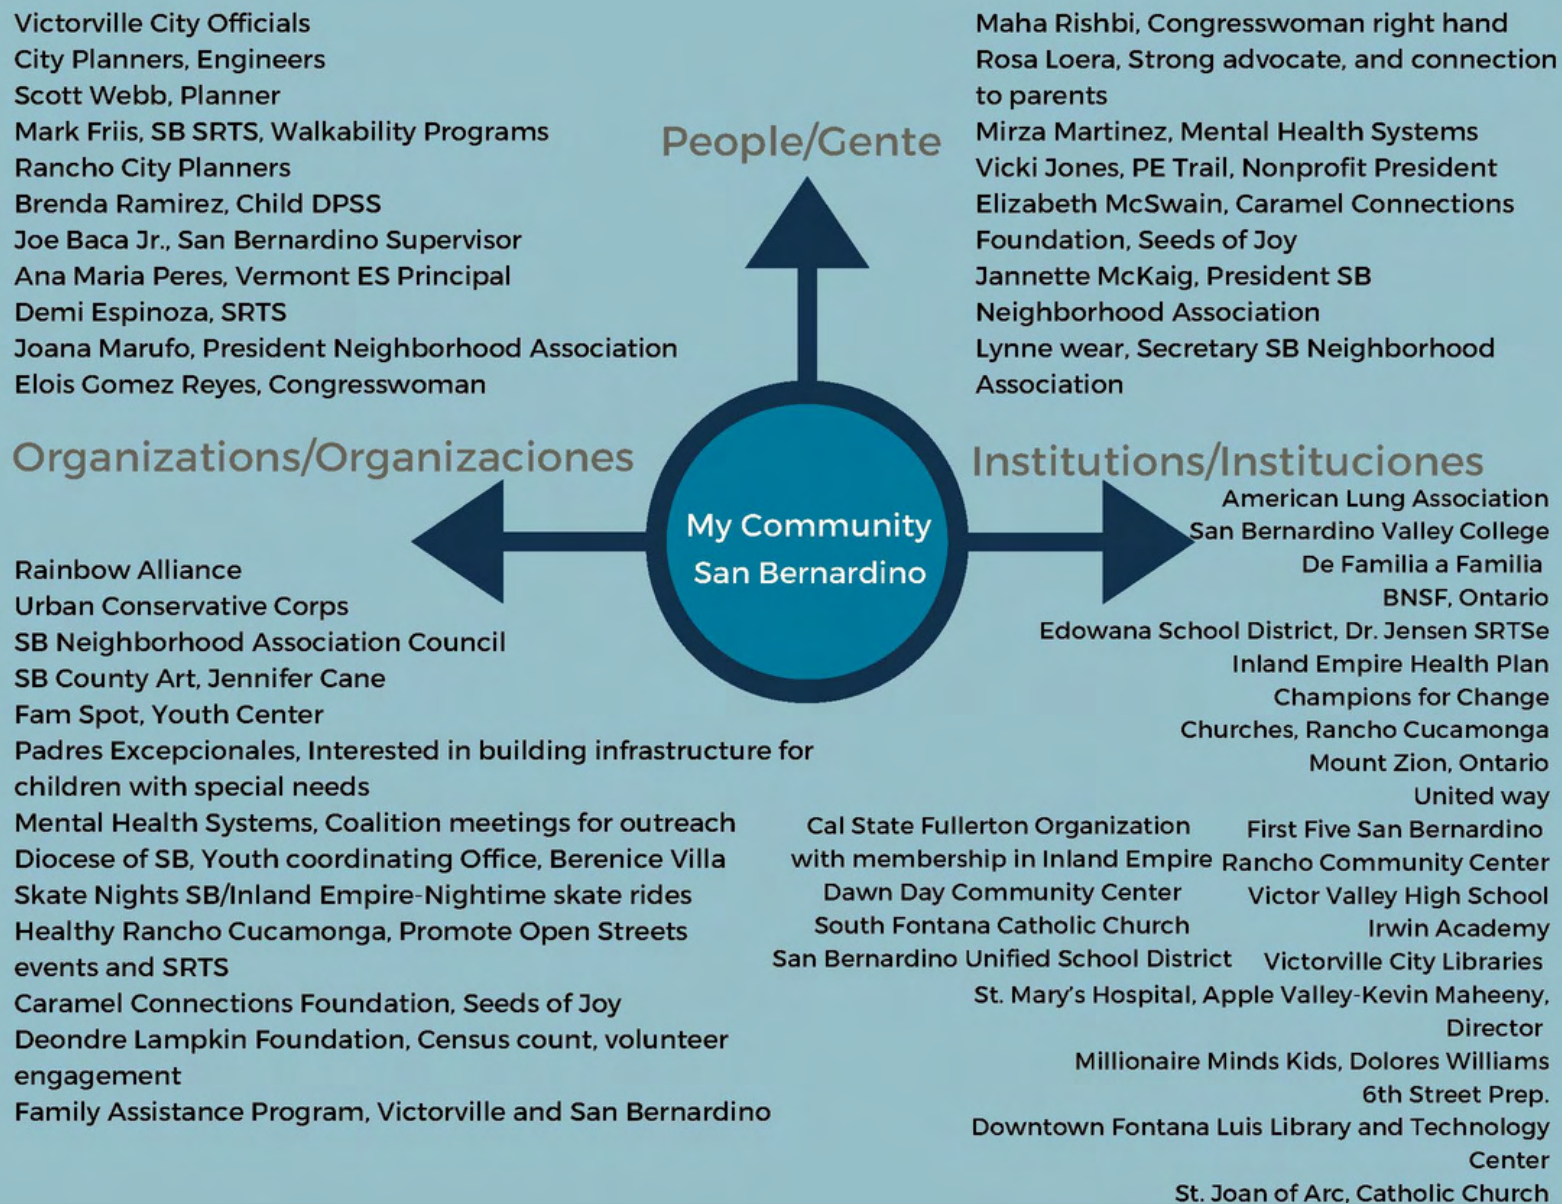 Victorville City Officials
City Planners, Engineers
Scott Webb, Planner
Mark Friis, SB SRTS, Walkability Programs
Rancho City Planners
Brenda Ramirez, Child DPSS
Joe Baca Jr., San Bernardino Supervisor
Ana Maria Peres, Vermont ES Principal
Demi Espinoza, SRTS
Joana Marufo, President Neighborhood Association
Elois Gomez Reyes, Congresswoman
People/Gente
Maha Rishbi, Congresswoman right hand
Rosa Loera, Strong advocate, and connection
to parents
Mirza Martinez, Mental Health Systems
Vicki Jones, PE Trail, Nonprofit President
Elizabeth McSwain, Caramel Connections
Foundation, Seeds of Joy
Jannette McKaig, President SB
Neighborhood Association
Lynne wear, Secretary SB Neighborhood
Association
My Community
San Bernardino
Organizations/Organizaciones
Rainbow Alliance
Urban Conservative Corps
SB Neighborhood Association Council
SB County Art, Jennifer Cane
Fam Spot, Youth Center
Padres Excepcionales, Interested in building infrastructure for
children with special needs
Mental Health Systems, Coalition meetings for outreach
Diocese of SB, Youth coordinating Office, Berenice Villa
Skate Nights SB/Inland Empire-Nightime skate rides
Healthy Rancho Cucamonga, Promote Open Streets
events and SRTS
Caramel Connections Foundation, Seeds of Joy
Deondre Lampkin Foundation, Census count, volunteer
engagement
Family Assistance Program, Victorville and San Bernardino
Institutions/Instituciones
American Lung Association
San Bernardino Valley College
De Familia a Familia
BNSF, Ontario
Edowana School District, Dr. Jensen SRTSe
Inland Empire Health Plan
Champions for Change
Churches, Rancho Cucamonga
Mount Zion, Ontario
United way
First Five San Bernardino
Rancho Community Center
Victor Valley High School
Irwin Academy
Victorville City Libraries
Cal State Fullerton Organization
with membership in Inland Empire
Dawn Day Community Center
South Fontana Catholic Church
San Bernardino Unified School District
St. Mary's Hospital, Apple Valley-Kevin Maheeny,
Director
Millionaire Minds Kids, Dolores Williams
6th Street Prep.
Downtown Fontana Luis Library and Technology
Center
St. Joan of Arc, Catholic Church